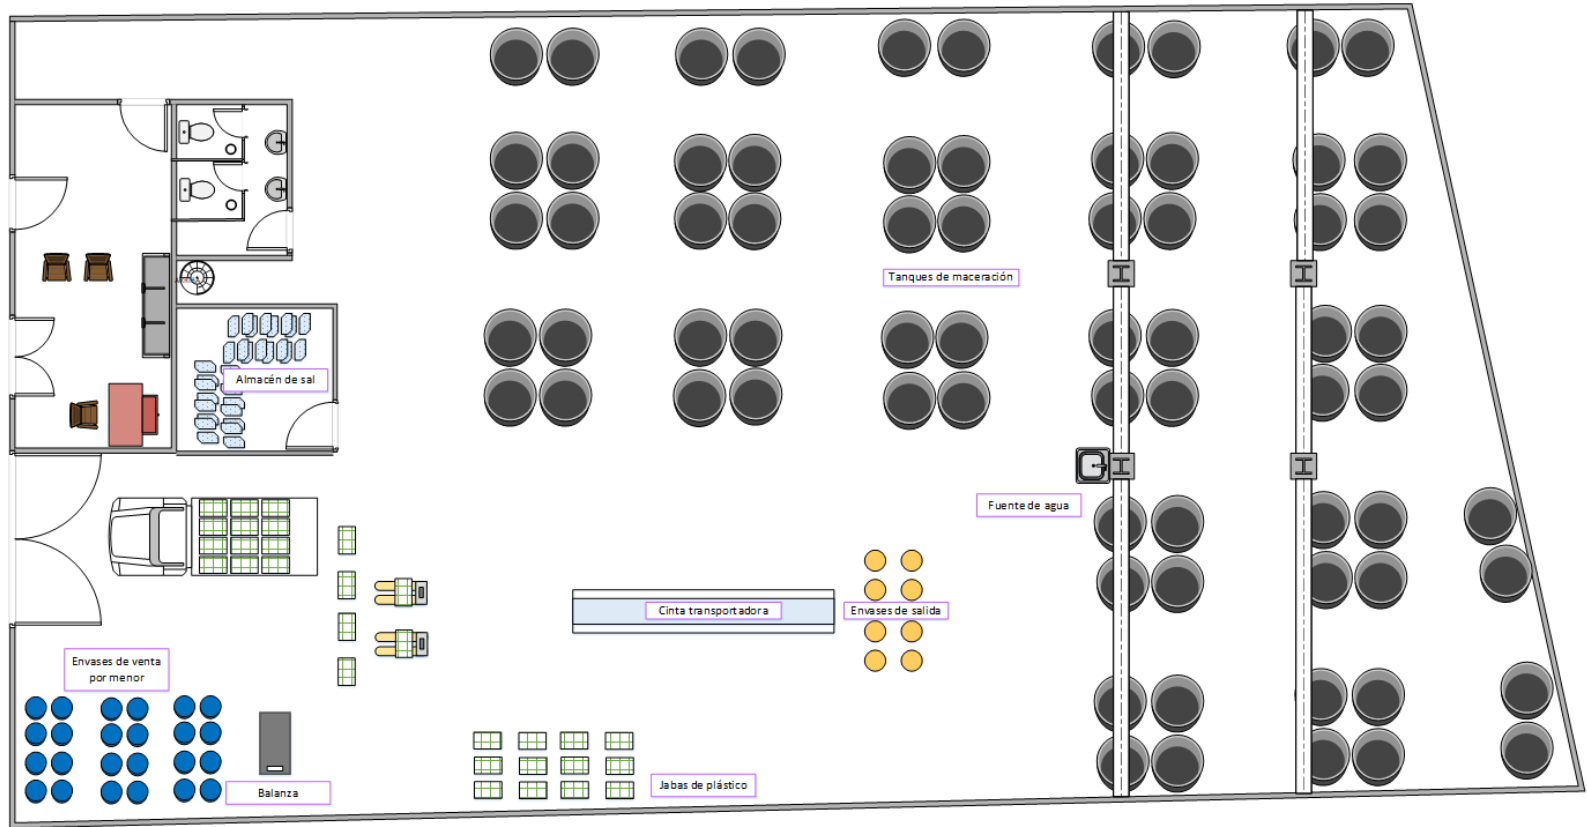 Tanques de maceración
Almacén de sal
Fuente de agua
Cinta transportadora
Envases de salida
Envases de venta
por menor
Jabas de plástico
Balanza